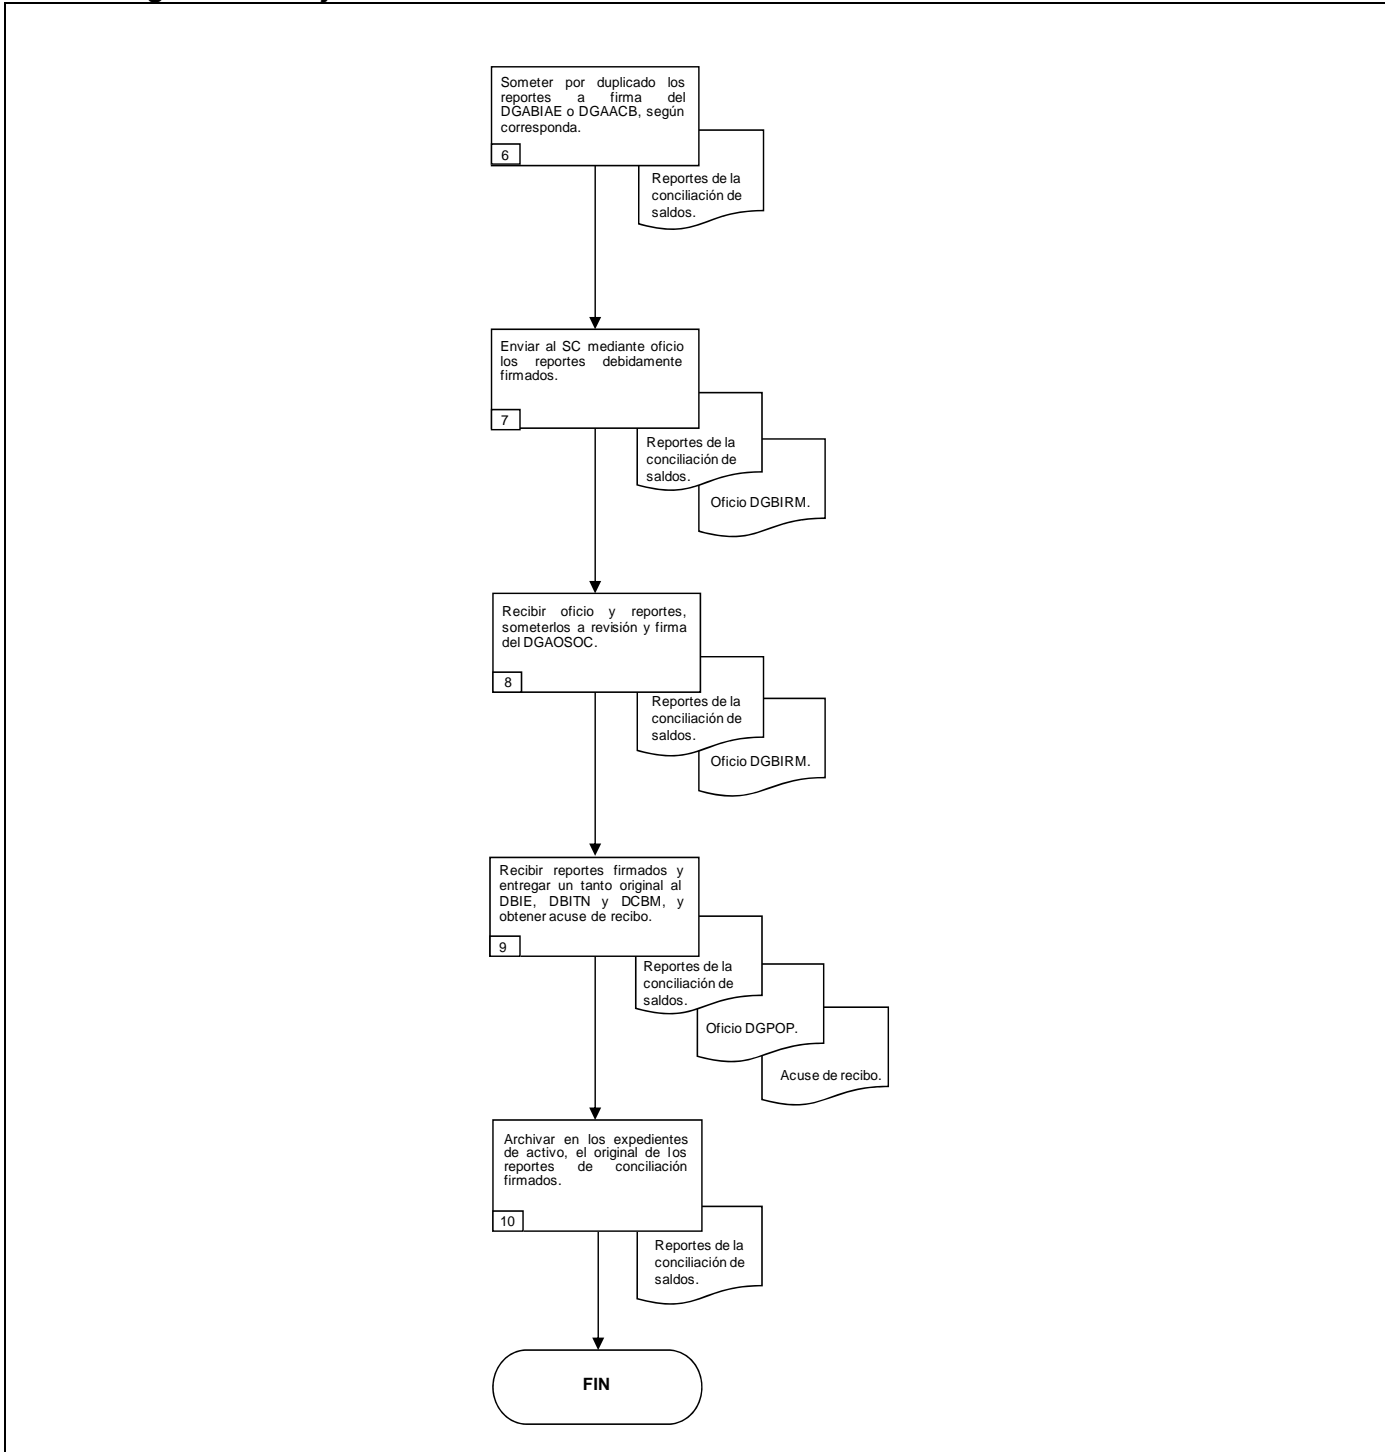 Someter por duplicado los
reportes a firma del
DGABIAE o DGAACB, según
corresponda.
6
Reportes de la
conciliación de
saldos.
Enviar al SC mediante oficio
los reportes debidamente
firmados.
7
Reportes de la
conciliación de
saldos.
Oficio DGBIRM.
Recibir oficio y reportes,
someterlos a revisión y firma
del DGAOSOC.
8
Reportes de la
conciliación de
saldos.
Oficio DGBIRM.
Recibir reportes firmados y
entregar un tanto original al
DBIE, DBITN y DCBM, y
obtener acuse de recibo.
9
Reportes de la
conciliación de
saldos.
Oficio DGPOP.
Acuse de recibo.
Archivar en los expedientes
de activo, el original de los
reportes de conciliación
firmados.
10
Reportes de la
conciliación de
saldos.
FIN